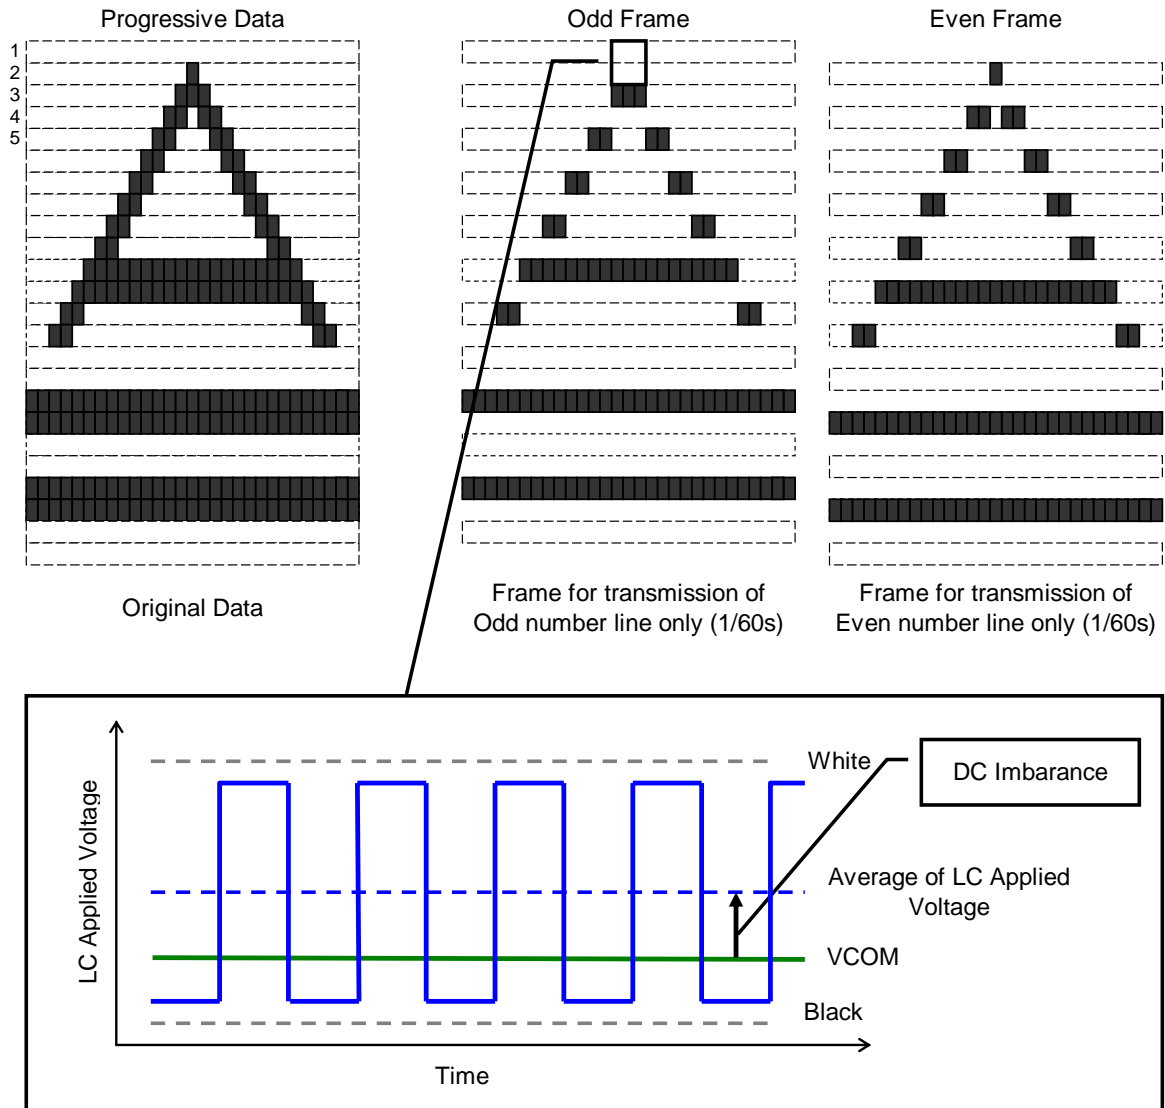 Progressive Data
Odd Frame
Even Frame
1
2
3
4
5
Original Data
Frame for transmission of
Odd number line only (1/60s)
Frame for transmission of
Even number line only (1/60s)
LC Applied Voltage
White
DC Imbarance
Average of LC Applied
Voltage
VCOM
Black
Time